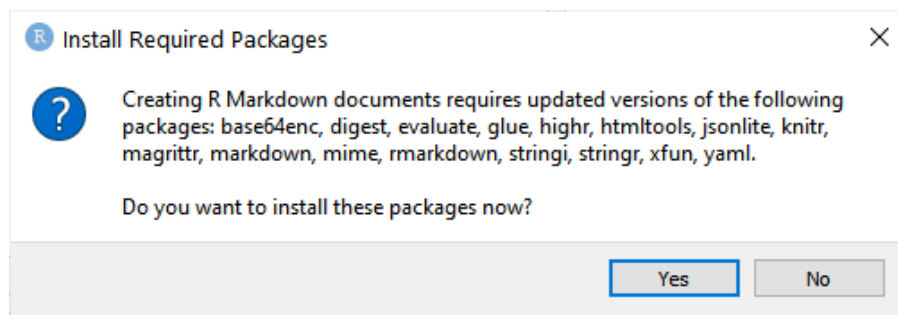 R Install Required Packages
?
Creating R Markdown documents requires updated versions of the following
packages: base64enc, digest, evaluate, glue, highr, htmltools, jsonlite, knitr,
magrittr, markdown, mime, rmarkdown, stringi, stringr, xfun, yaml.
Do you want to install these packages now?
Yes No